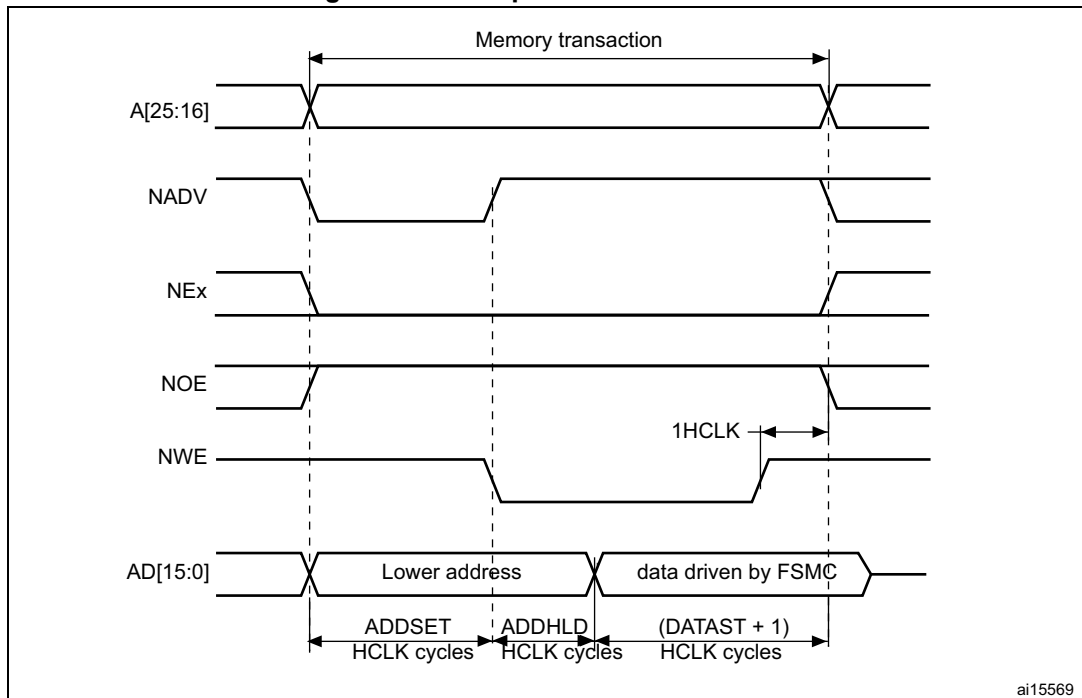 Memory transaction
A[25:16]
NADV
NEx
NOE
1HCLK
NWE
AD[15:0]
Lower address
data driven by FSMC
ADDSET
HCLK cycles
ADDHLD
HCLK cycles
(DATAST + 1)
HCLK cycles
ai15569